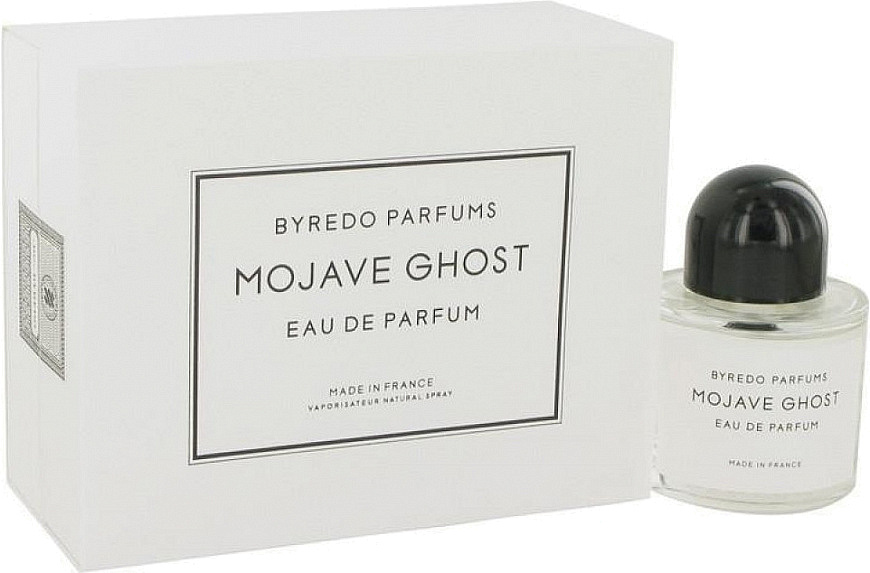 BYREDO PARFUMS
MOJAVE GHOST
EAU DE PARFUM
MADE IN FRANCE
VAPORISATEUR NATURAL SPRAY
BYREDO PARFUMS
MOJAVE GHOST
EAU DE PARFUM
MADE IN FRANCE